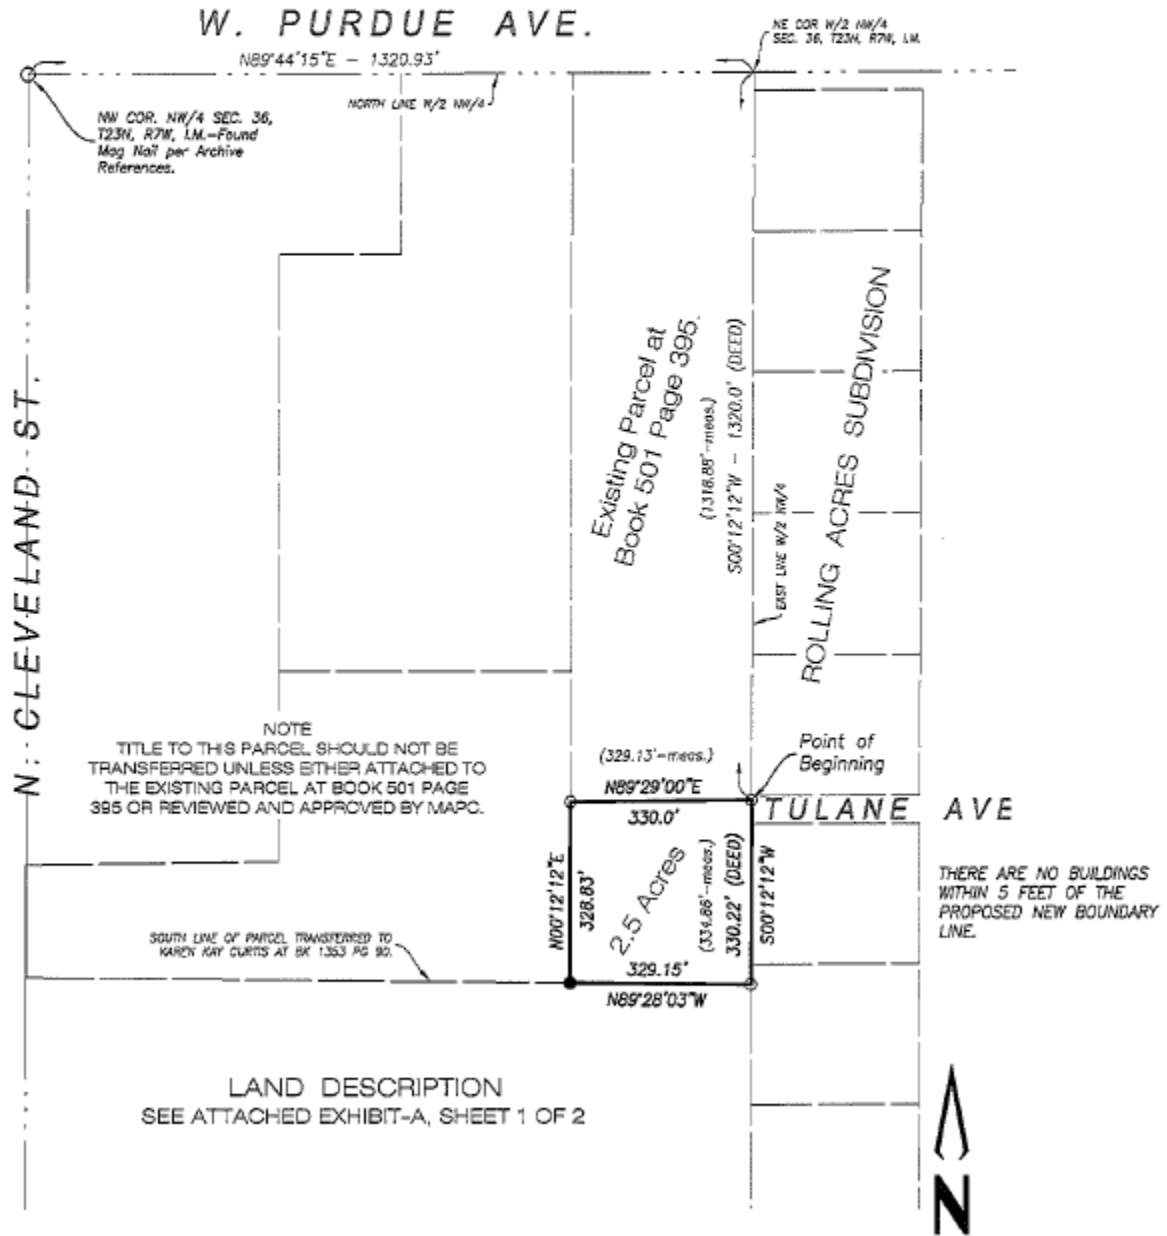 W. PURDUE AVE.
N89°44'15"E - 1320.93'
NE COR W/2 NW/4
SEC. 36, T23N, R7W, I.M.
NORTH LINE W/2 NW/4
NW COR. NW/4 SEC. 36,
T23N, R7W, I.M.-Found
Mag Nail per Archive
References.
N. CLEVELAND ST.
Existing Parcel at
Book 501 Page 395.
(1318.88'-meas.)
S00°12'12"W - 1320.0' (DEED)
EAST LINE W/2 NW/4
ROLLING ACRES SUBDIVISION
NOTE
TITLE TO THIS PARCEL SHOULD NOT BE
TRANSFERRED UNLESS EITHER ATTACHED TO
THE EXISTING PARCEL AT BOOK 501 PAGE
395 OR REVIEWED AND APPROVED BY MAPC.
(329.13'-meas.)
N89°29'00"E
330.0'
Point of
Beginning
TULANE AVE
N00°12'12"E
328.83'
2.5 Acres
(334.86'-meas.)
330.22' (DEED)
S00°12'12"W
329.15'
N89°28'03"W
THERE ARE NO BUILDINGS
WITHIN 5 FEET OF THE
PROPOSED NEW BOUNDARY
LINE.
SOUTH LINE OF PARCEL TRANSFERRED TO
KAREN KAY CURTIS AT BK 1353 PG 90.
LAND DESCRIPTION
SEE ATTACHED EXHIBIT-A, SHEET 1 OF 2
N